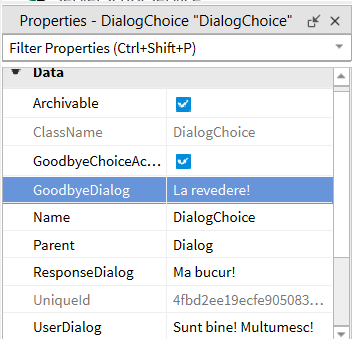 Properties - DialogChoice "DialogChoice"
Filter Properties (Ctrl+Shift+P)
Data
Archivable
ClassName DialogChoice
GoodbyeChoiceAc...
GoodbyeDialog La revedere!
Name DialogChoice
Parent Dialog
ResponseDialog Ma bucur!
UniqueId 4fbd2ee19ecfe905083...
UserDialog Sunt bine! Multumesc!